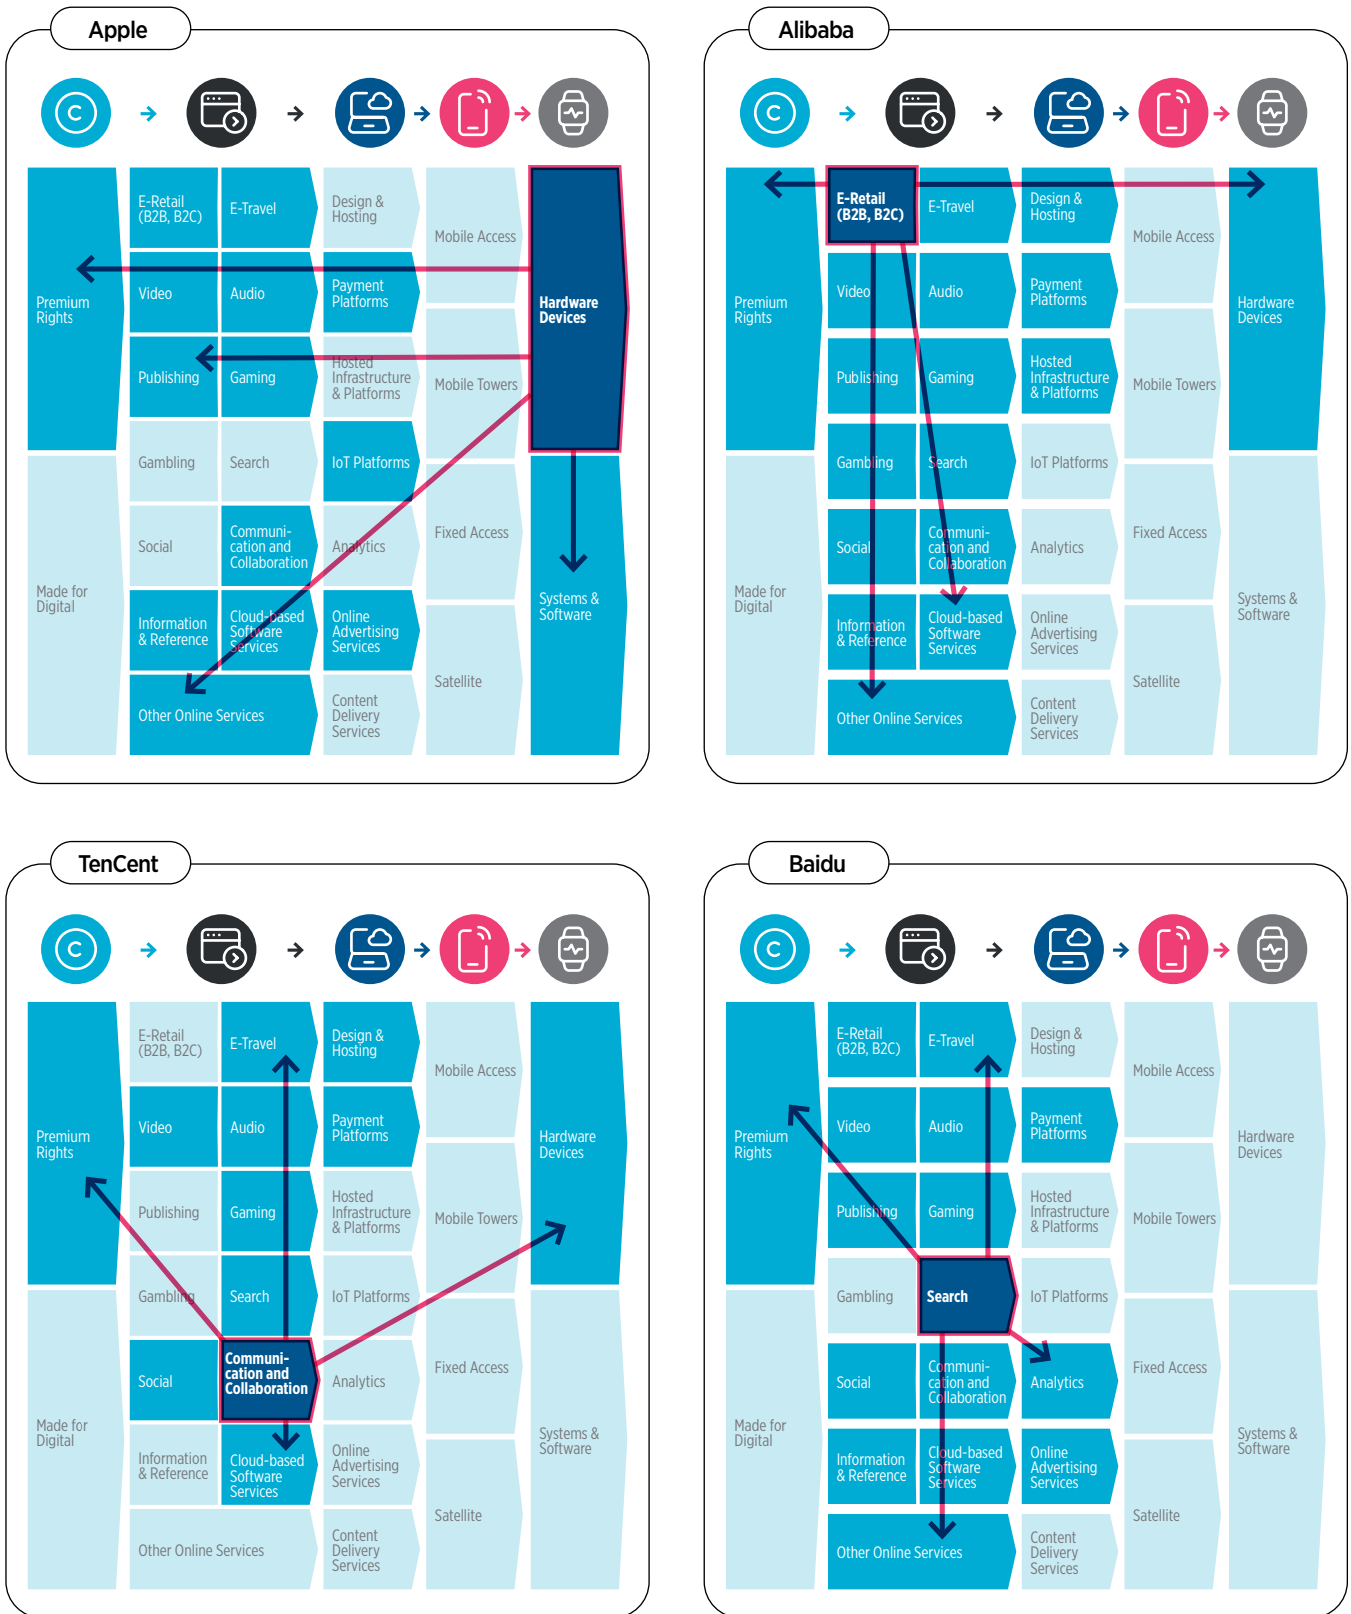 Apple
C
E-Retail
(B2B, B2C)
E-Travel
Design &
Hosting
Mobile Access
Premium
Rights
Video
Audio
Payment
Platforms
Hardware
Devices
Publishing
Gaming
Hosted
Infrastructure
& Platforms
Mobile Towers
Gambling
Search
IoT Platforms
Social
Communi-
cation and
Collaboration
Analytics
Fixed Access
Made for
Digital
Information
& Reference
Cloud-based
Software
Services
Online
Advertising
Services
Systems &
Software
Satellite
Other Online Services
Content
Delivery
Services
Alibaba
C
E-Retail
(B2B, B2C)
E-Travel
Design &
Hosting
Mobile Access
Premium
Rights
Video
Audio
Payment
Platforms
Hardware
Devices
Publishing
Gaming
Hosted
Infrastructure
& Platforms
Mobile Towers
Gambling
Search
IoT Platforms
Social
Communi-
cation and
Collaboration
Analytics
Fixed Access
Made for
Digital
Information
& Reference
Cloud-based
Software
Services
Online
Advertising
Services
Systems &
Software
Satellite
Other Online Services
Content
Delivery
Services
TenCent
C
E-Retail
(B2B, B2C)
E-Travel
Design &
Hosting
Mobile Access
Premium
Rights
Video
Audio
Payment
Platforms
Hardware
Devices
Publishing
Gaming
Hosted
Infrastructure
& Platforms
Mobile Towers
Gambling
Search
IoT Platforms
Social
Communi-
cation and
Collaboration
Analytics
Fixed Access
Made for
Digital
Information
& Reference
Cloud-based
Software
Services
Online
Advertising
Services
Systems &
Software
Satellite
Other Online Services
Content
Delivery
Services
Baidu
C
E-Retail
(B2B, B2C)
E-Travel
Design &
Hosting
Mobile Access
Premium
Rights
Video
Audio
Payment
Platforms
Hardware
Devices
Publishing
Gaming
Hosted
Infrastructure
& Platforms
Mobile Towers
Gambling
Search
IoT Platforms
Social
Communi-
cation and
Collaboration
Analytics
Fixed Access
Made for
Digital
Information
& Reference
Cloud-based
Software
Services
Online
Advertising
Services
Systems &
Software
Satellite
Other Online Services
Content
Delivery
Services